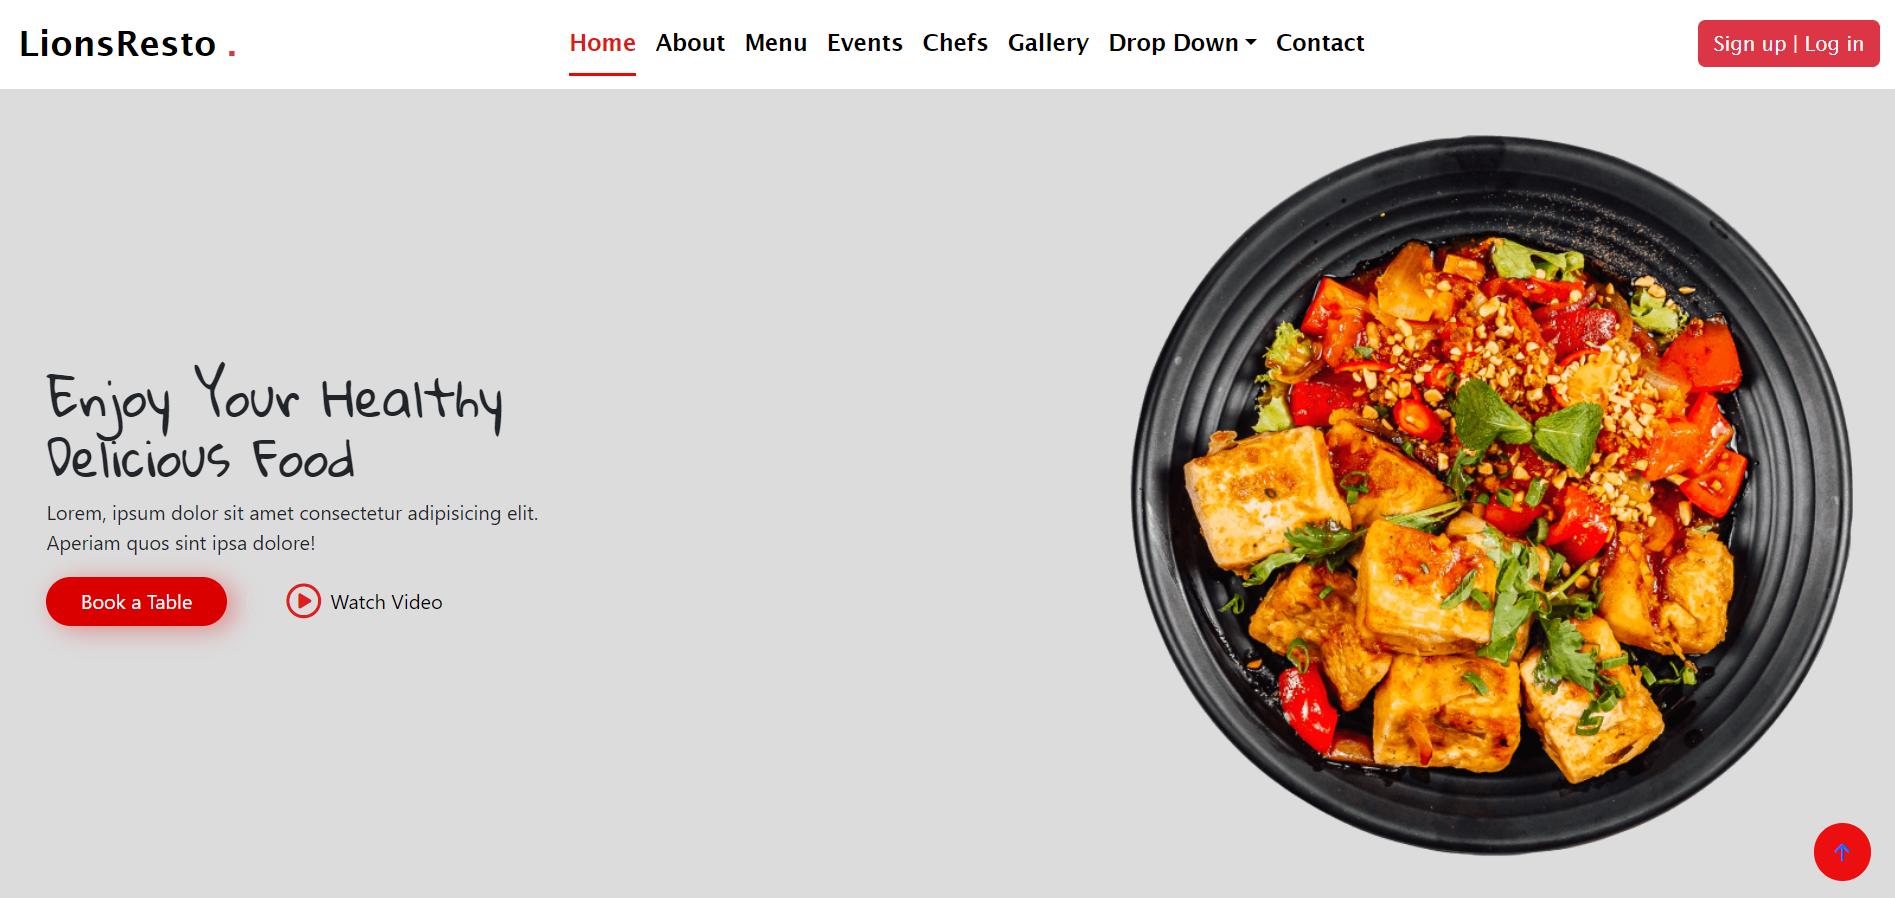 LionsResto .
Home About Menu Events Chefs Gallery Drop Down Contact
Sign up | Log in
Enjoy Your Healthy
Delicious Food
Lorem, ipsum dolor sit amet consectetur adipisicing elit.
Aperiam quos sint ipsa dolore!
Book a Table
Watch Video